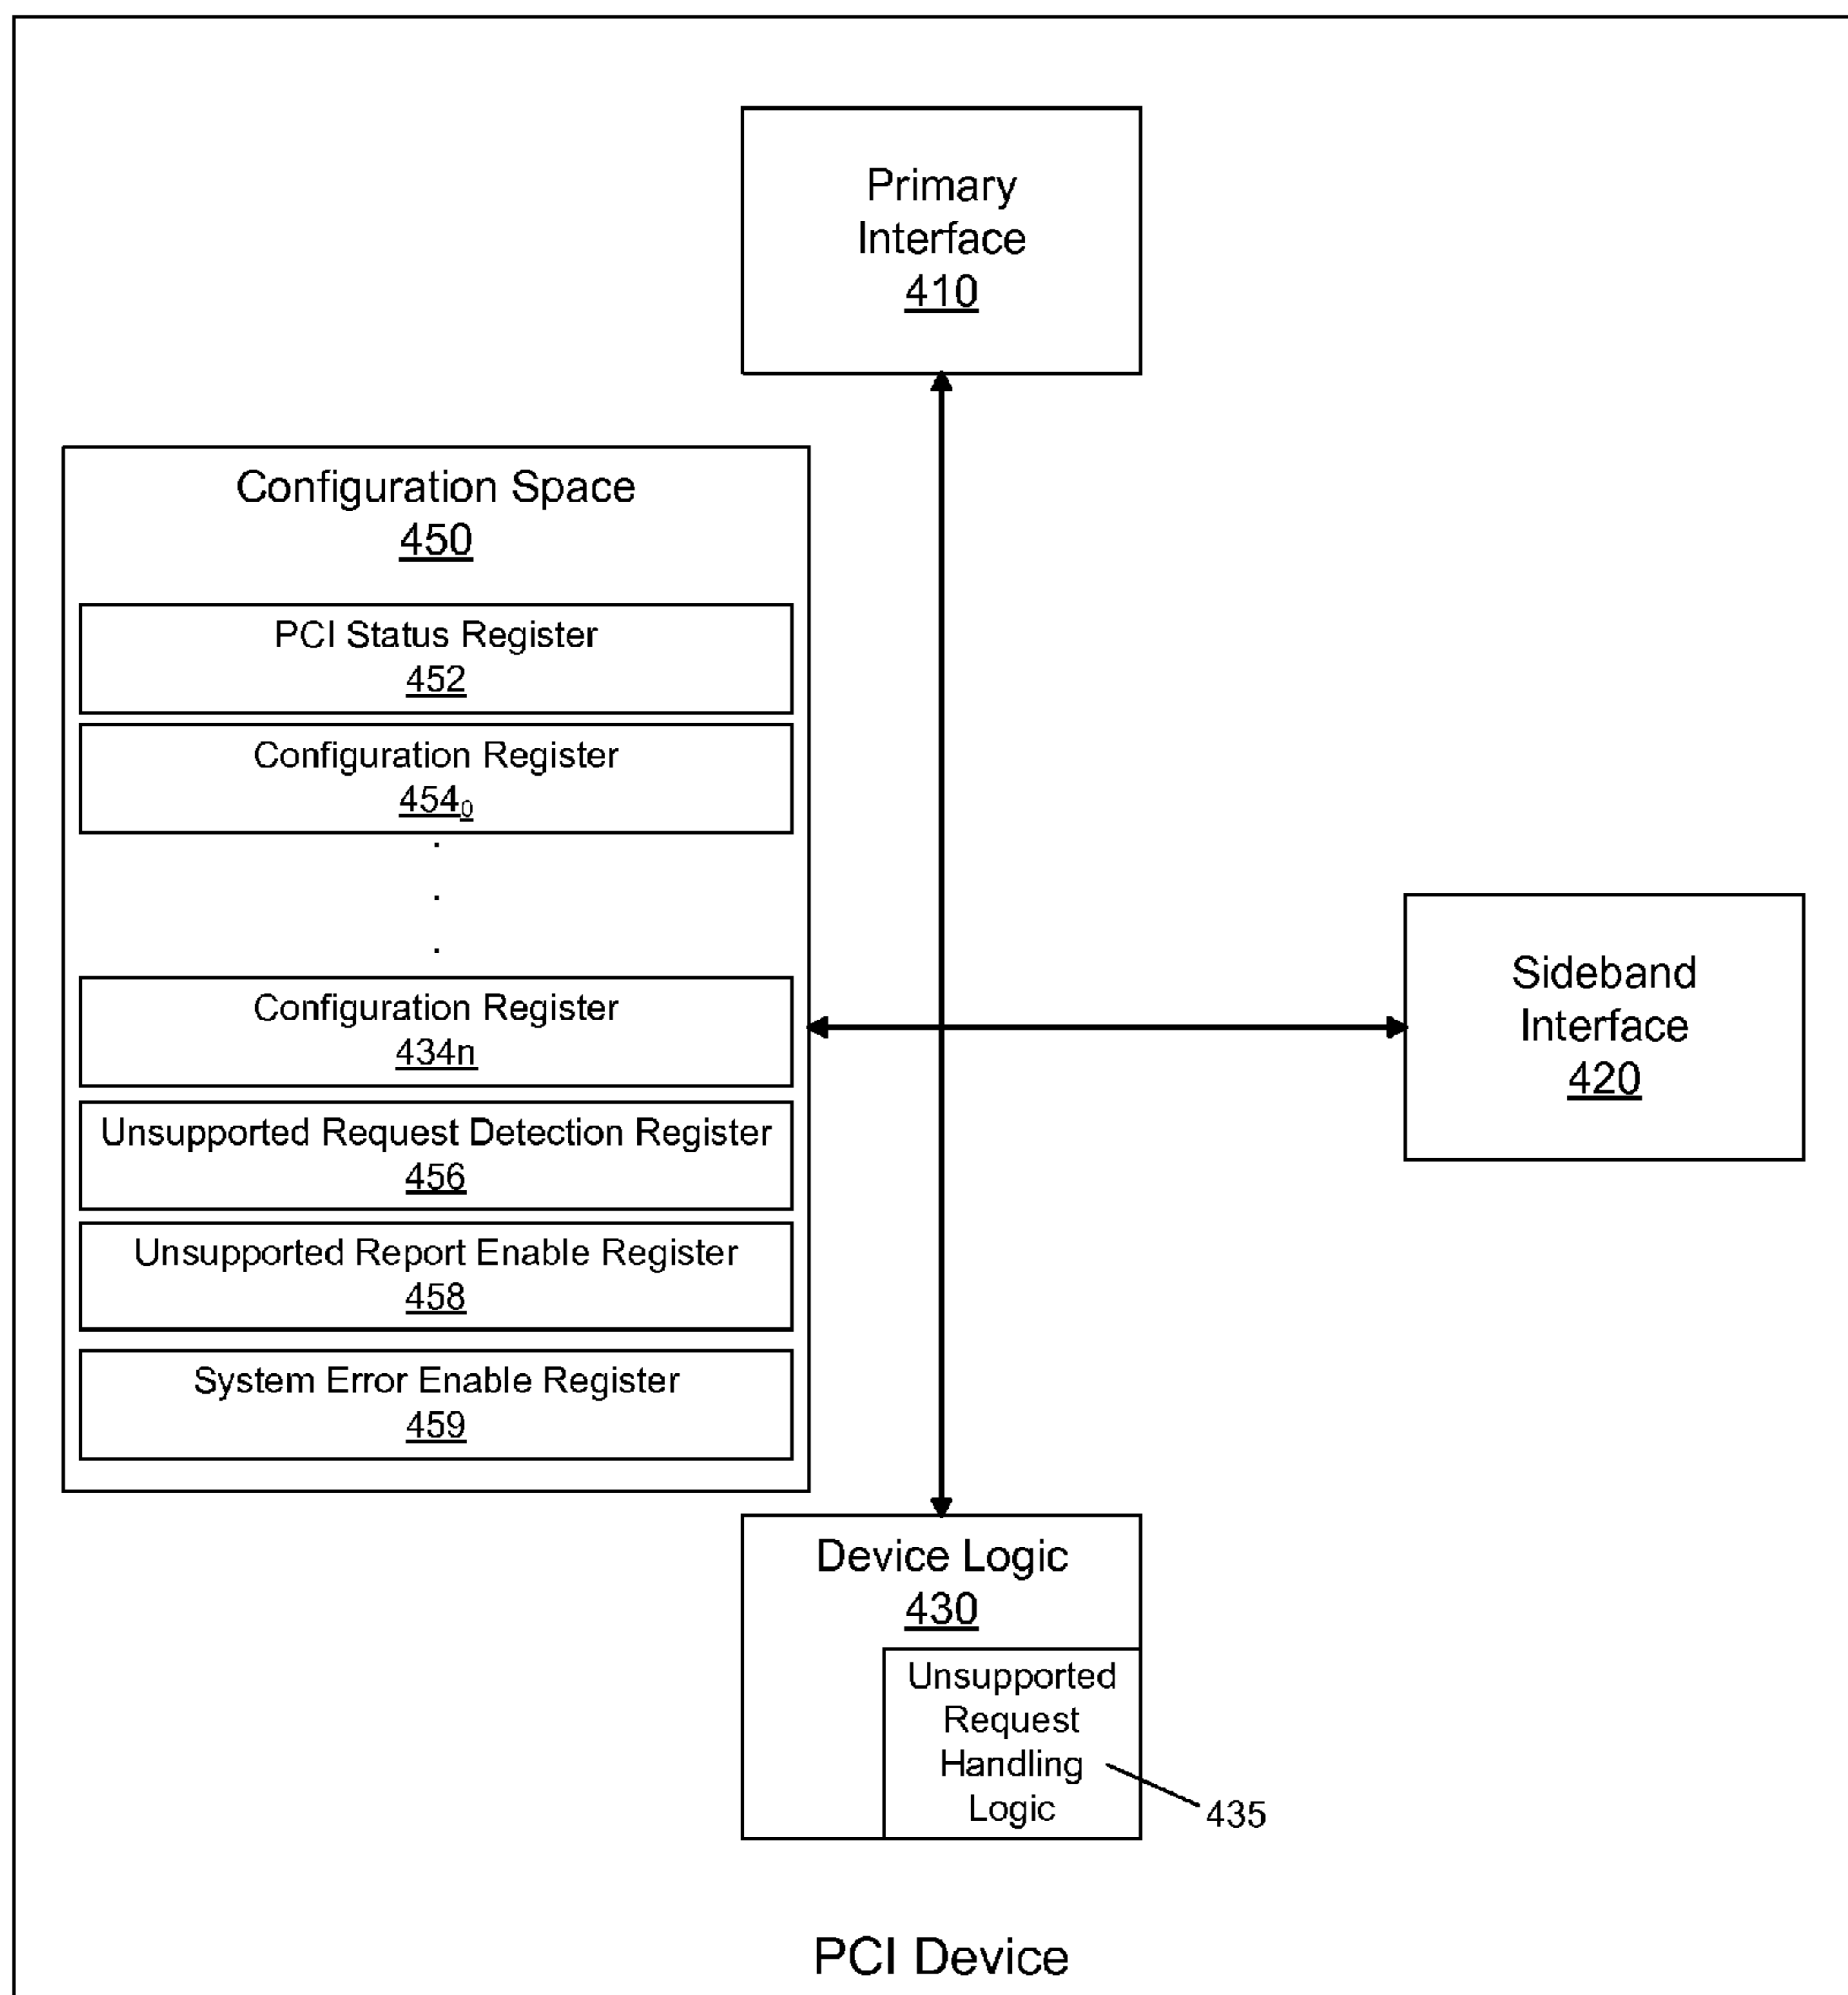 Primary
Interface
410
Configuration Space
450
PCI Status Register
452
Configuration Register
454₀
.
.
.
Configuration Register
434n
Unsupported Request Detection Register
456
Unsupported Report Enable Register
458
System Error Enable Register
459
Sideband
Interface
420
Device Logic
430
Unsupported
Request
Handling
Logic
435
PCI Device